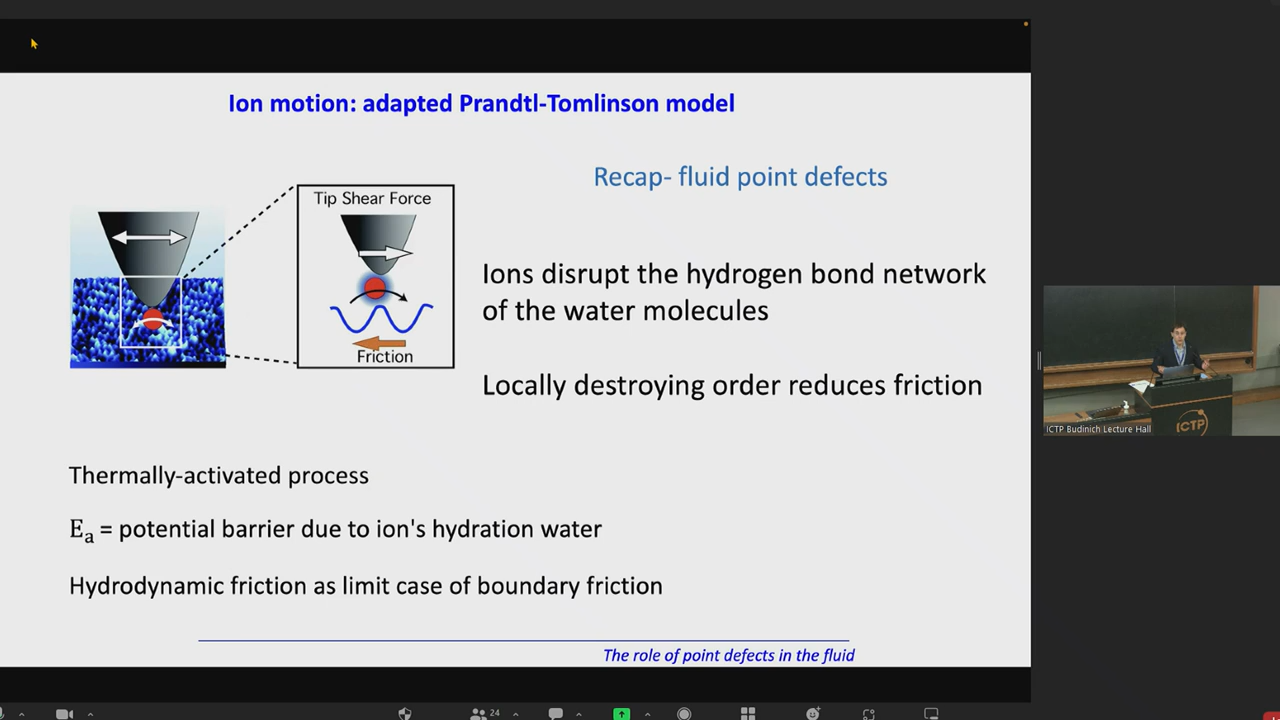 Ion motion: adapted Prandtl-Tomlinson model
Recap- fluid point defects
Tip Shear Force
Friction
Ions disrupt the hydrogen bond network
of the water molecules
Locally destroying order reduces friction
Thermally-activated process
Eₐ = potential barrier due to ion's hydration water
Hydrodynamic friction as limit case of boundary friction
The role of point defects in the fluid
ICTP
ICTP Budinich Lecture Hall
24